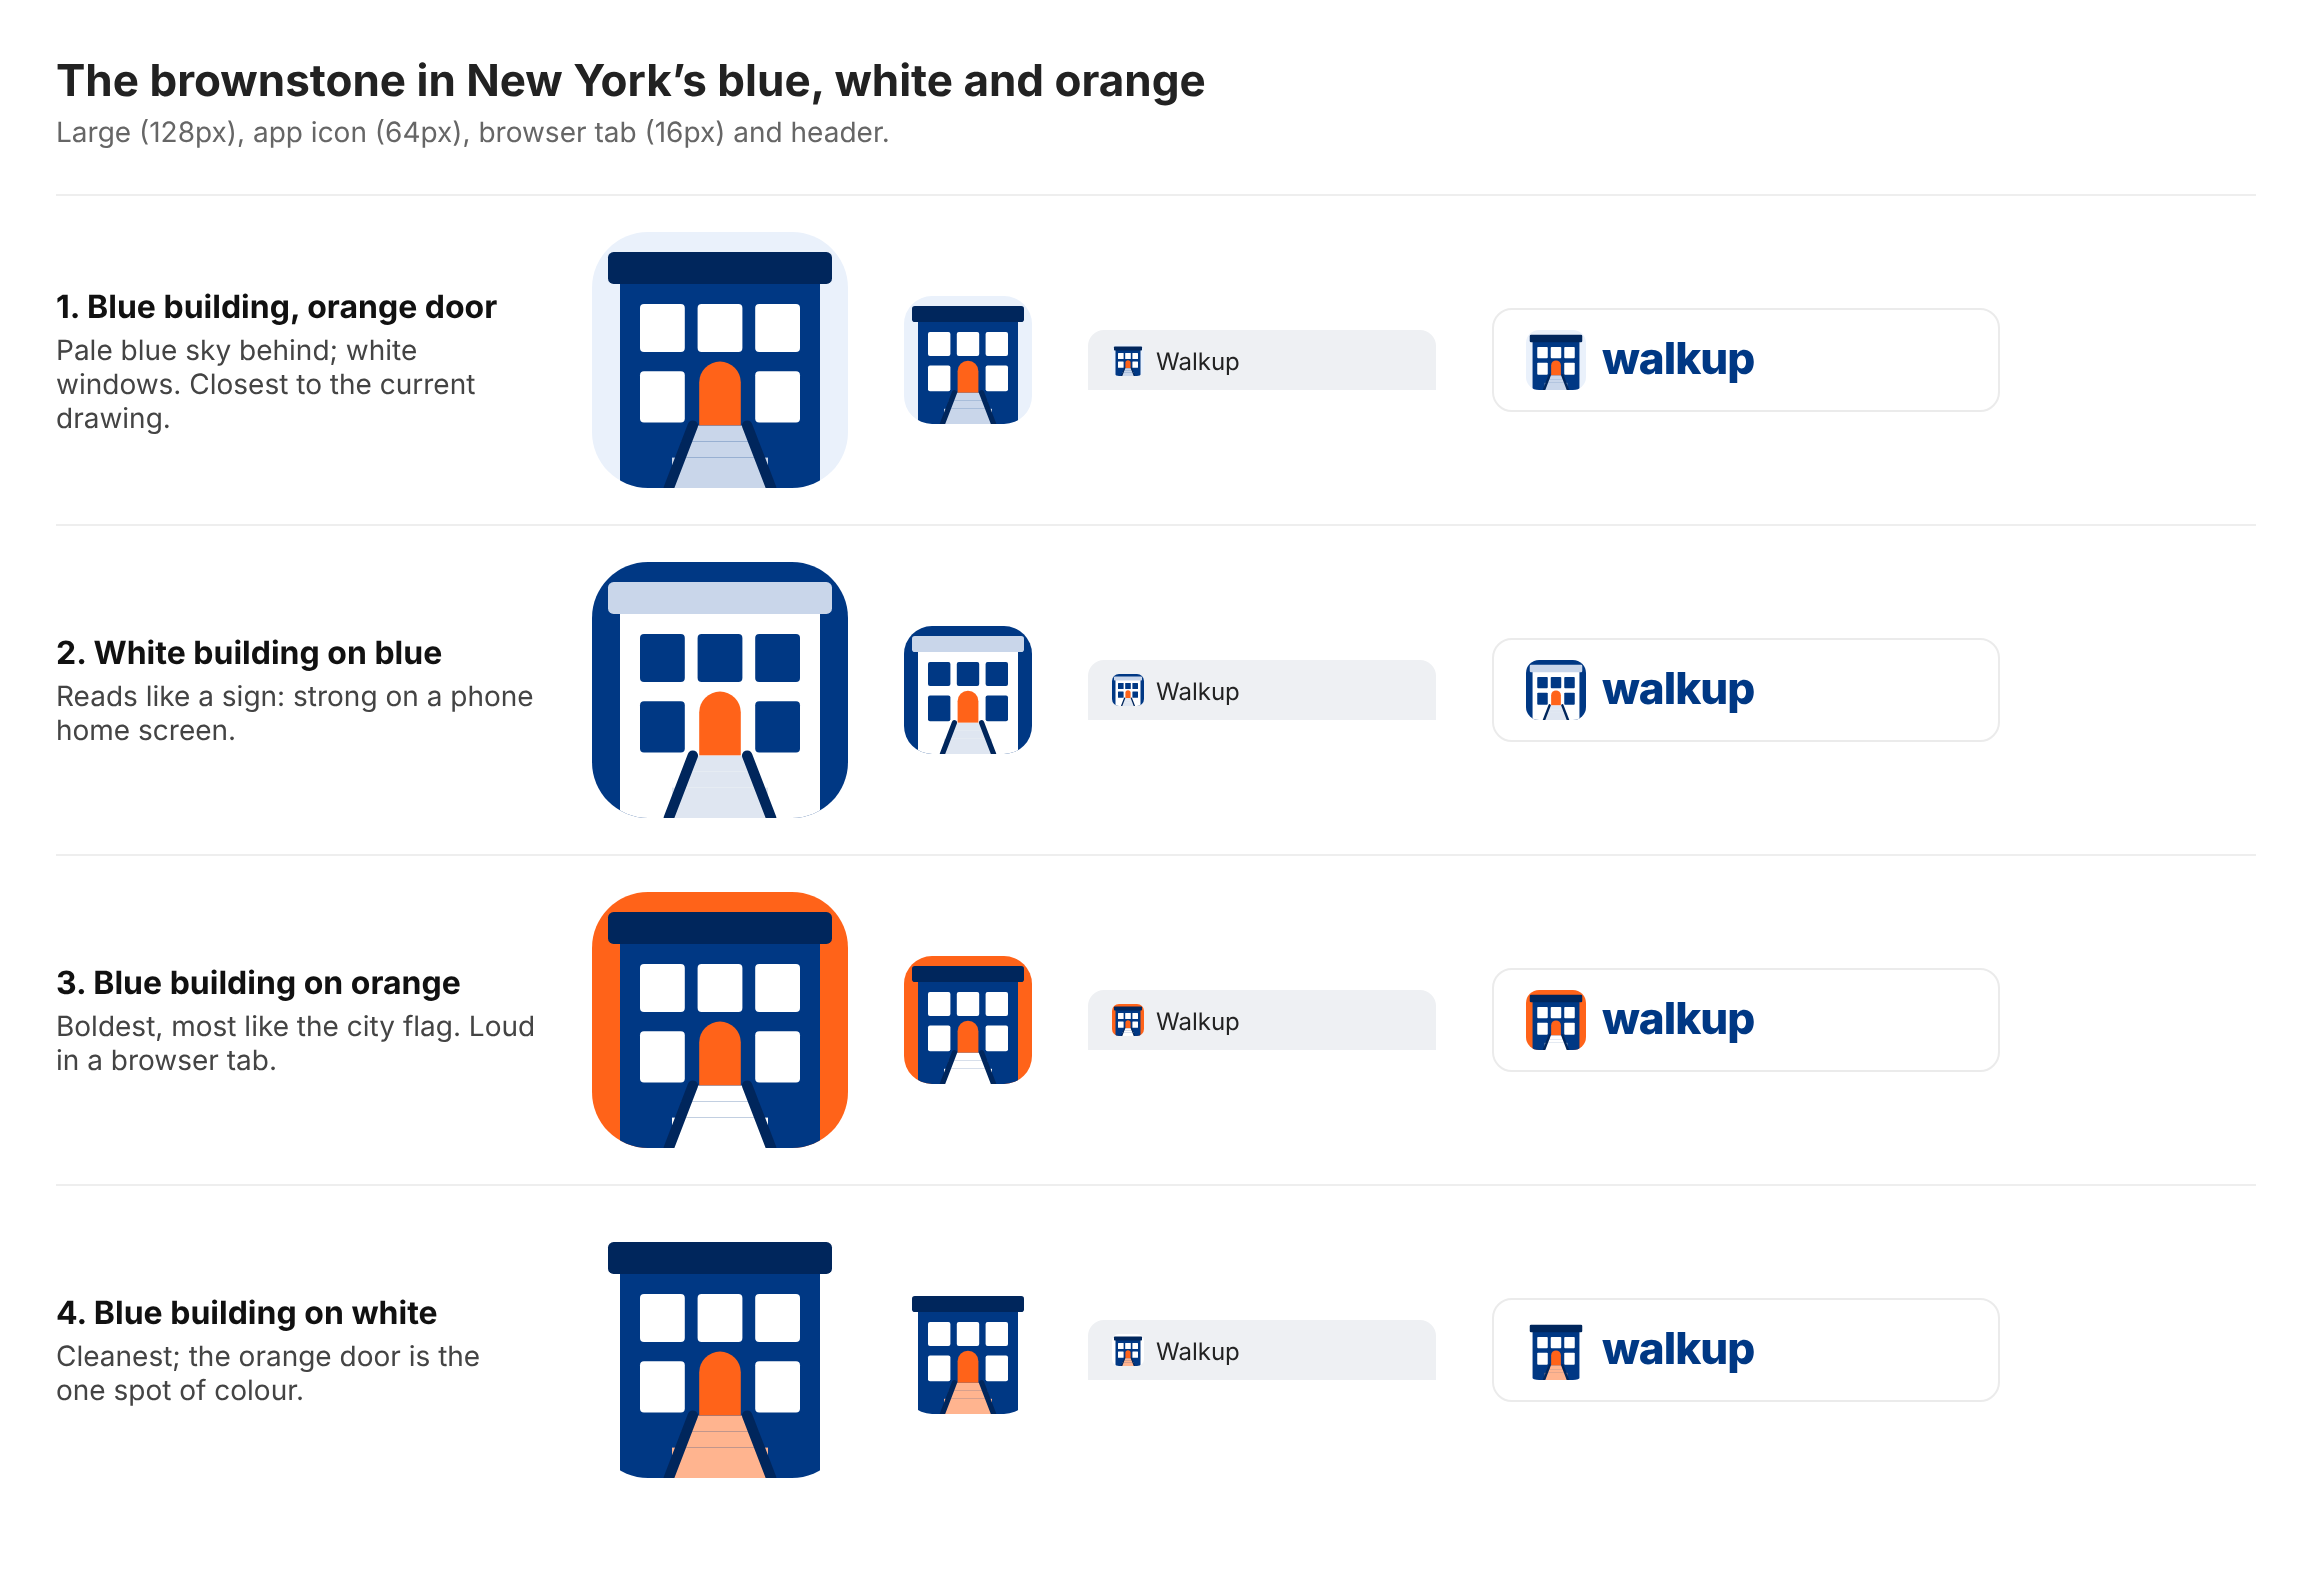 The brownstone in New York’s blue, white and orange
Large (128px), app icon (64px), browser tab (16px) and header.
1. Blue building, orange door
Pale blue sky behind; white
windows. Closest to the current
drawing.
Walkup
walkup
2. White building on blue
Reads like a sign: strong on a phone
home screen.
Walkup
walkup
3. Blue building on orange
Boldest, most like the city flag. Loud
in a browser tab.
Walkup
walkup
4. Blue building on white
Cleanest; the orange door is the
one spot of colour.
Walkup
walkup